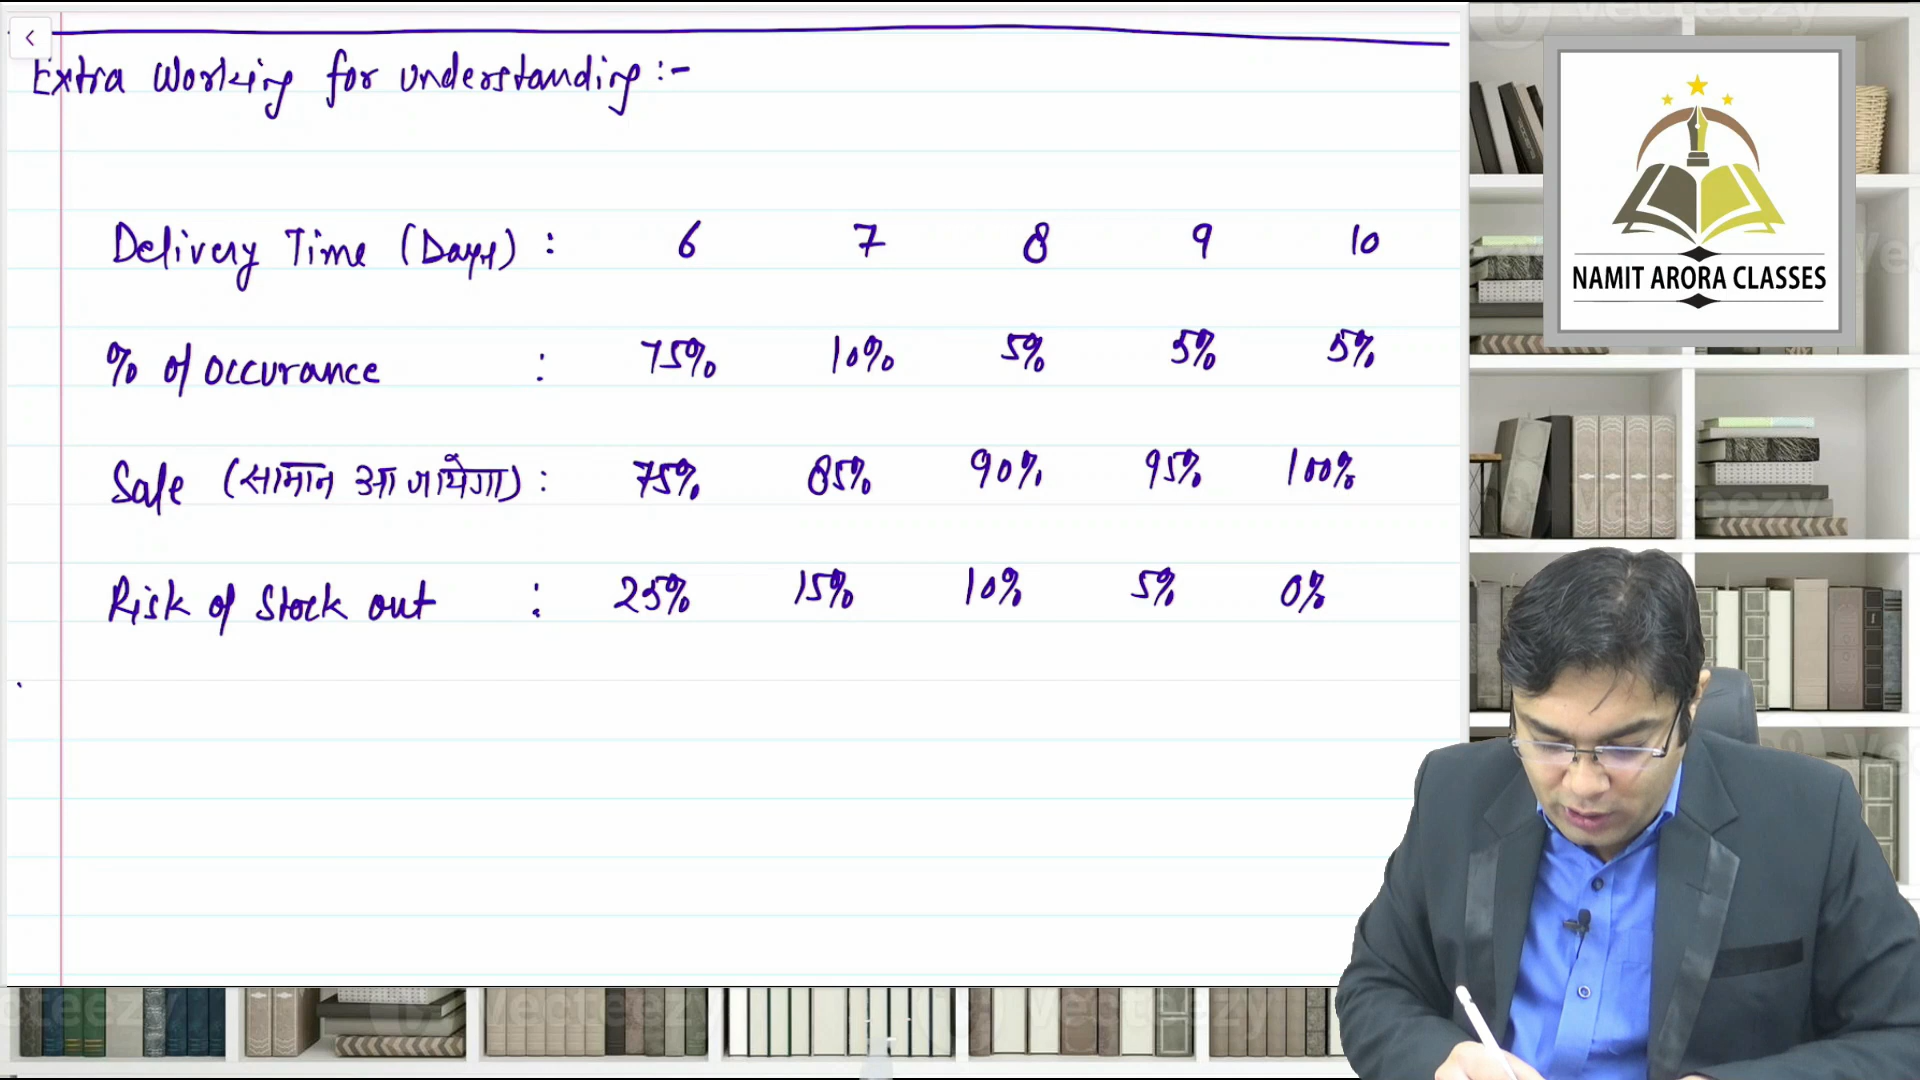 Extra Working for understanding :-
Delivery Time (Days) : 6 7 8 9 10
% of occurance : 75% 10% 5% 5% 5%
Safe (सामान आ जायेगा) : 75% 85% 90% 95% 100%
Risk of Stock out : 25% 15% 10% 5% 0%
NAMIT ARORA CLASSES
vecteezy